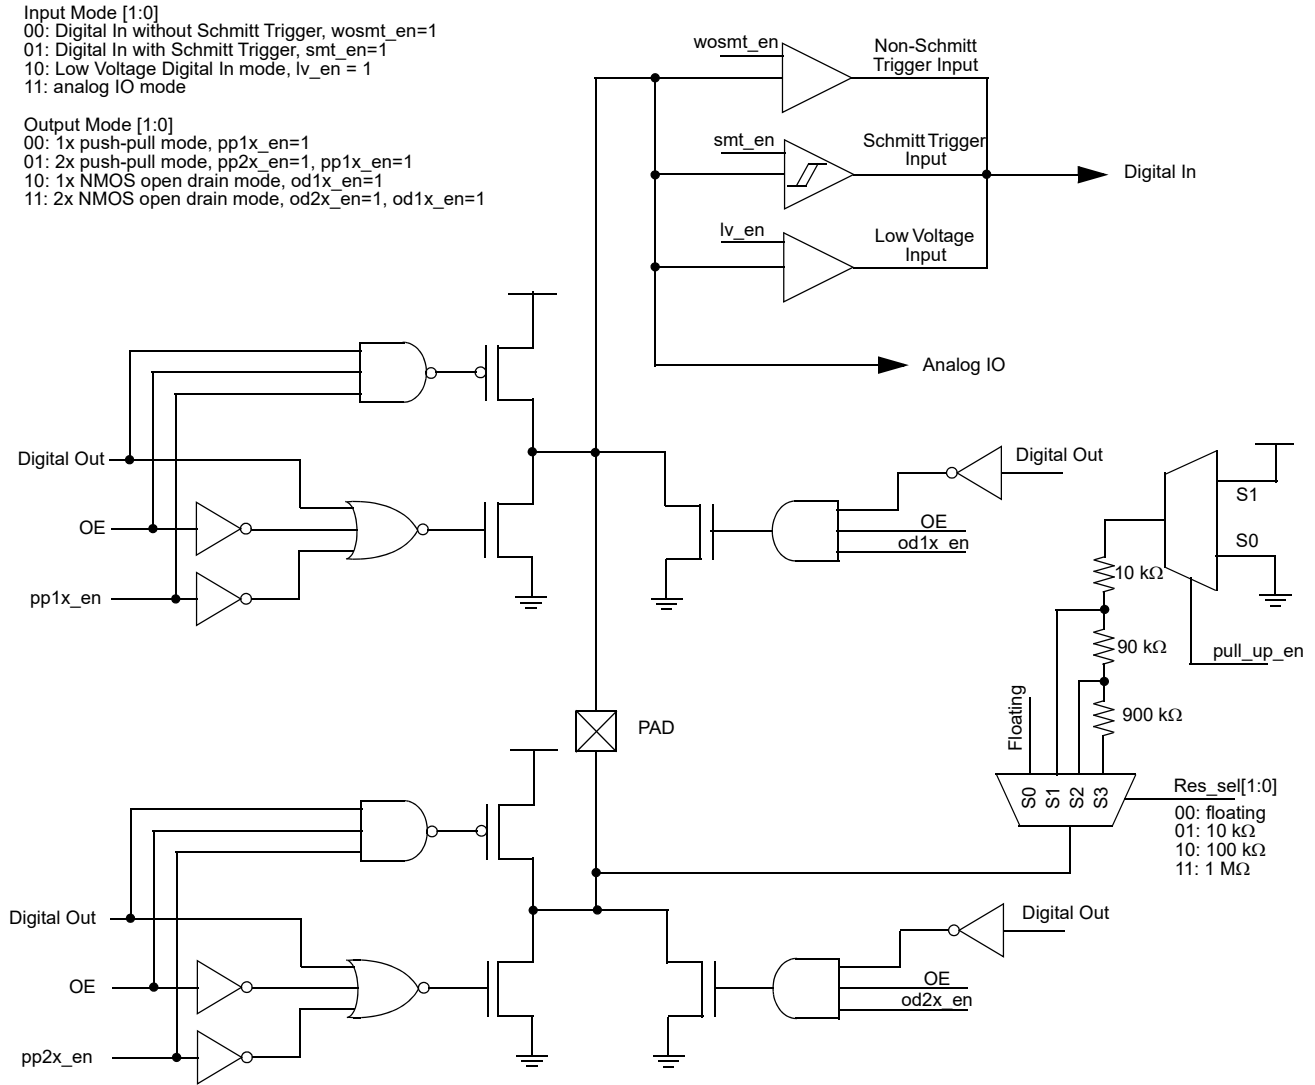 Input Mode [1:0]
00: Digital In without Schmitt Trigger, wosmt_en=1
01: Digital In with Schmitt Trigger, smt_en=1
10: Low Voltage Digital In mode, lv_en = 1
11: analog IO mode
Output Mode [1:0]
00: 1x push-pull mode, pp1x_en=1
01: 2x push-pull mode, pp2x_en=1, pp1x_en=1
10: 1x NMOS open drain mode, od1x_en=1
11: 2x NMOS open drain mode, od2x_en=1, od1x_en=1
wosmt_en
Non-Schmitt
Trigger Input
smt_en
Schmitt Trigger
Input
Digital In
lv_en
Low Voltage
Input
Analog IO
Digital Out
OE
pp1x_en
Digital Out
OE
od1x_en
S1
S0
10 kΩ
90 kΩ
pull_up_en
900 kΩ
Floating
PAD
S0
S1
S2
S3
Res_sel[1:0]
00: floating
01: 10 kΩ
10: 100 kΩ
11: 1 MΩ
Digital Out
OE
pp2x_en
Digital Out
OE
od2x_en